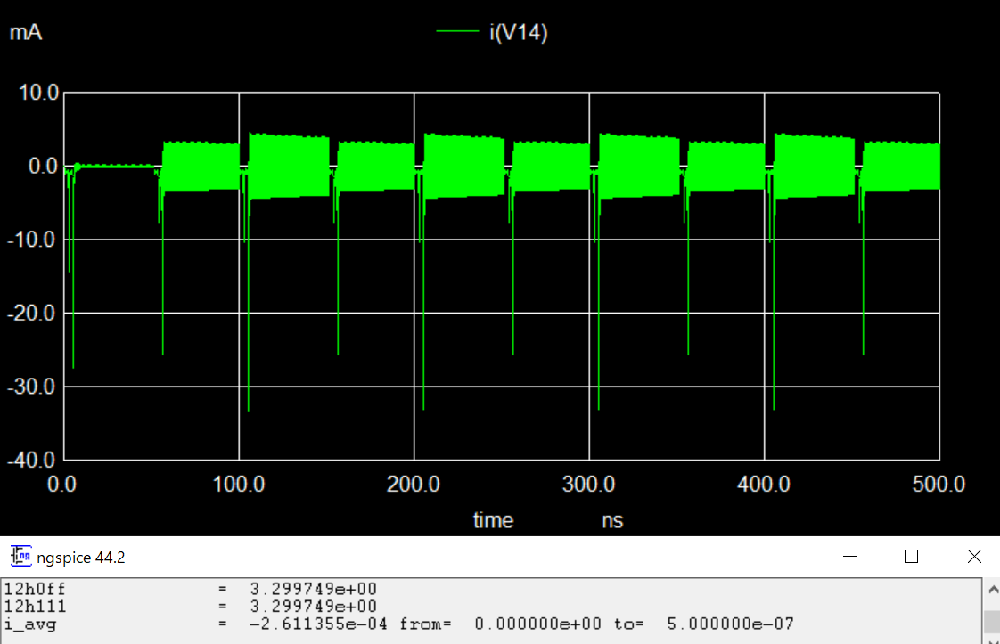 mA i(V14)
10.0
0.0
-10.0
-20.0
-30.0
-40.0
0.0 100.0 200.0 300.0 400.0 500.0
time ns
ngspice 44.2
12h0ff = 3.299749e+00
12h111 = 3.299749e+00
i_avg = -2.611355e-04 from= 0.000000e+00 to= 5.000000e-07